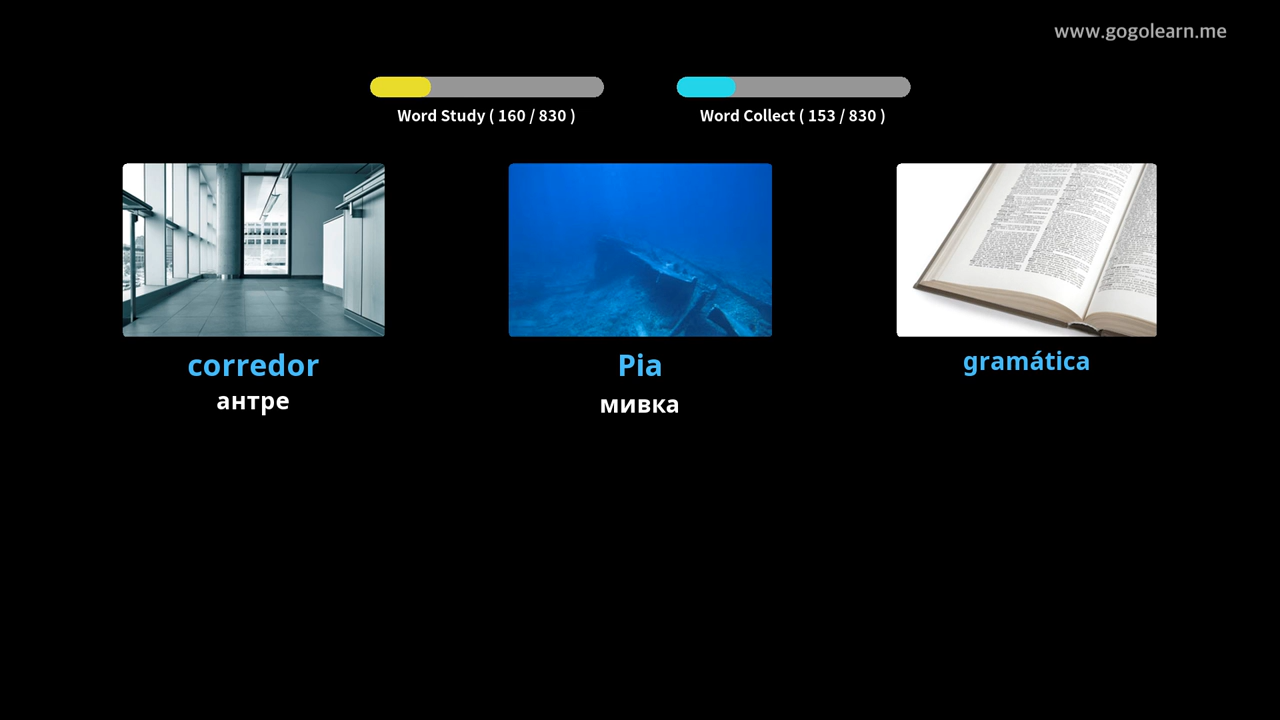 www.gogolearn.me
Word Study ( 160 / 830 )
Word Collect ( 153 / 830 )
corredor
Pia
gramática
антре
мивка